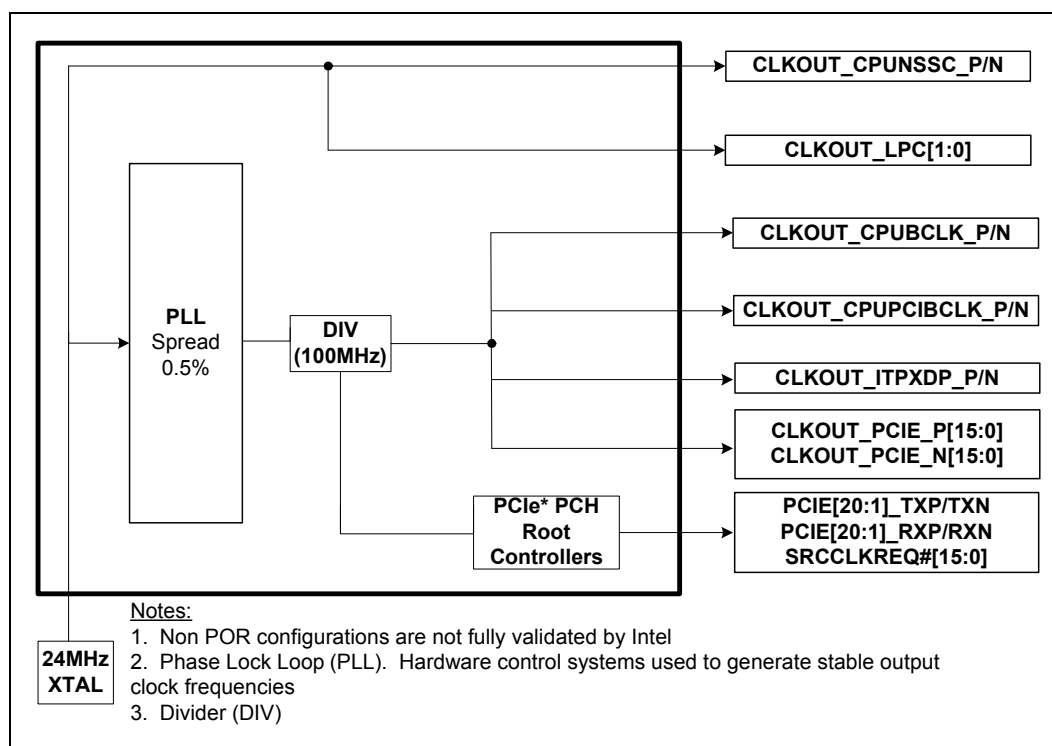 CLKOUT_CPUNSSC_P/N
CLKOUT_LPC[1:0]
CLKOUT_CPUBCLK_P/N
PLL
Spread
0.5%
DIV
(100MHz)
CLKOUT_CPUPCIBCLK_P/N
CLKOUT_ITPXDP_P/N
CLKOUT_PCIE_P[15:0]
CLKOUT_PCIE_N[15:0]
PCIe* PCH
Root
Controllers
PCIE[20:1]_TXP/TXN
PCIE[20:1]_RXP/RXN
SRCCLKREQ#[15:0]
24MHz
XTAL
Notes:
1. Non POR configurations are not fully validated by Intel
2. Phase Lock Loop (PLL). Hardware control systems used to generate stable output
clock frequencies
3. Divider (DIV)